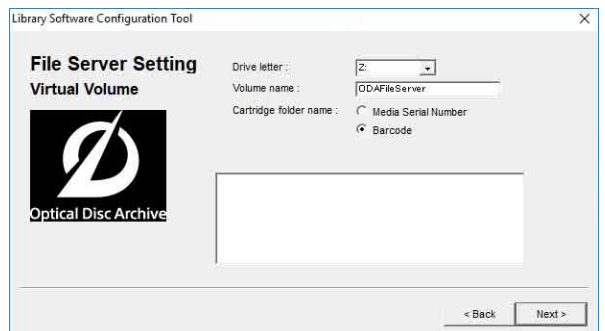 Library Software Configuration Tool
File Server Setting
Virtual Volume
Optical Disc Archive
Drive letter :
Z:
Volume name :
ODAFileServer
Cartridge folder name :
Media Serial Number
Barcode
< Back
Next >